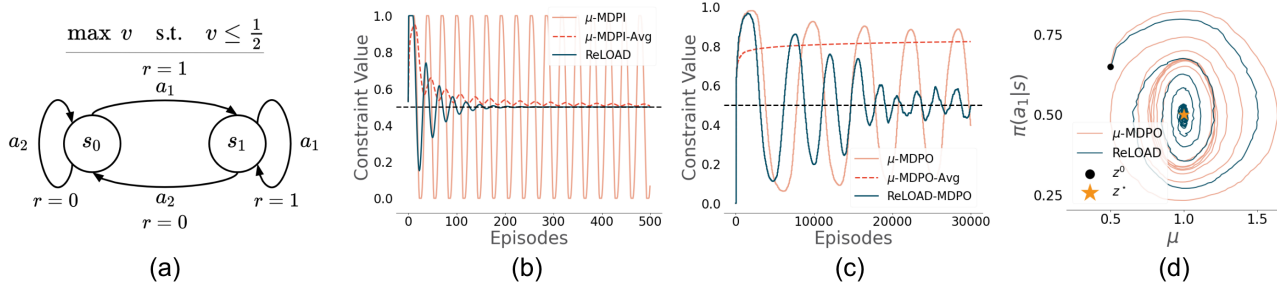 max v s.t. v ≤ 1/2
r = 1
a₁
a₂ s₀ s₁ a₁
a₂
r = 0 r = 1
r = 0
(a)
Constraint Value
1.0
0.8
0.6
0.4
0.2
0.0
μ-MDPI
μ-MDPI-Avg
ReLOAD
0 100 200 300 400 500
Episodes
(b)
Constraint Value
1.0
0.8
0.6
0.4
0.2
0.0
μ-MDPO
μ-MDPO-Avg
ReLOAD-MDPO
0 10000 20000 30000
Episodes
(c)
π(a₁|s)
0.75
0.50
0.25
μ-MDPO
ReLOAD
z⁰
z⋆
0.5 1.0 1.5
μ
(d)